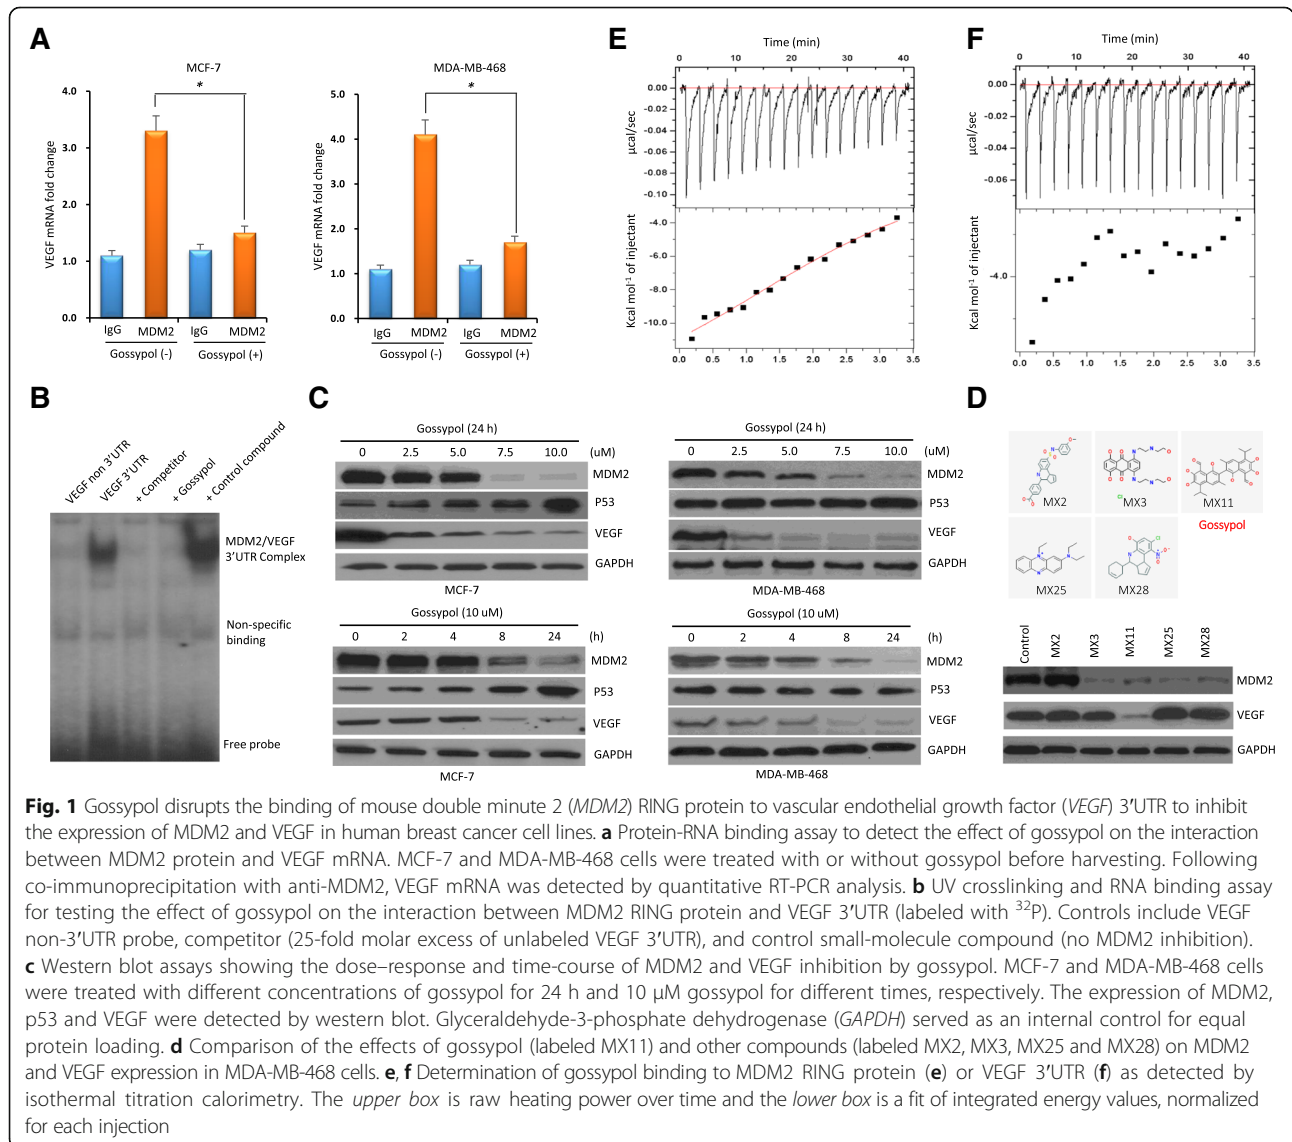 A
MCF-7
*
VEGF mRNA fold change
4.0
3.0
2.0
1.0
0.0
IgG
MDM2
IgG
MDM2
Gossypol (-)
Gossypol (+)
MDA-MB-468
*
VEGF mRNA fold change
5.0
4.0
3.0
2.0
1.0
0.0
IgG
MDM2
IgG
MDM2
Gossypol (-)
Gossypol (+)
E
Time (min)
0 10 20 30 40
µcal/sec
0.00
-0.02
-0.04
-0.06
-0.08
-0.10
Kcal mol⁻¹ of injectant
-4.0
-6.0
-8.0
-10.0
0.0 0.5 1.0 1.5 2.0 2.5 3.0 3.5
F
Time (min)
0 10 20 30 40
µcal/sec
0.00
-0.02
-0.04
-0.06
Kcal mol⁻¹ of injectant
-4.0
0.0 0.5 1.0 1.5 2.0 2.5 3.0 3.5
B
VEGF non 3'UTR
VEGF 3'UTR
+ Competitor
+ Gossypol
+ Control compound
MDM2/VEGF
3'UTR Complex
Non-specific
binding
Free probe
C
Gossypol (24 h)
0 2.5 5.0 7.5 10.0 (uM)
MDM2
P53
VEGF
GAPDH
MCF-7
Gossypol (24 h)
0 2.5 5.0 7.5 10.0 (uM)
MDM2
P53
VEGF
GAPDH
MDA-MB-468
Gossypol (10 uM)
0 2 4 8 24 (h)
MDM2
P53
VEGF
GAPDH
MCF-7
Gossypol (10 uM)
0 2 4 8 24 (h)
MDM2
P53
VEGF
GAPDH
MDA-MB-468
D
MX2
MX3
MX11
Gossypol
MX25
MX28
Control
MX2
MX3
MX11
MX25
MX28
MDM2
VEGF
GAPDH
Fig. 1 Gossypol disrupts the binding of mouse double minute 2 (MDM2) RING protein to vascular endothelial growth factor (VEGF) 3′UTR to inhibit
the expression of MDM2 and VEGF in human breast cancer cell lines. a Protein-RNA binding assay to detect the effect of gossypol on the interaction
between MDM2 protein and VEGF mRNA. MCF-7 and MDA-MB-468 cells were treated with or without gossypol before harvesting. Following
co-immunoprecipitation with anti-MDM2, VEGF mRNA was detected by quantitative RT-PCR analysis. b UV crosslinking and RNA binding assay
for testing the effect of gossypol on the interaction between MDM2 RING protein and VEGF 3′UTR (labeled with ³²P). Controls include VEGF
non-3′UTR probe, competitor (25-fold molar excess of unlabeled VEGF 3′UTR), and control small-molecule compound (no MDM2 inhibition).
c Western blot assays showing the dose–response and time-course of MDM2 and VEGF inhibition by gossypol. MCF-7 and MDA-MB-468 cells
were treated with different concentrations of gossypol for 24 h and 10 μM gossypol for different times, respectively. The expression of MDM2,
p53 and VEGF were detected by western blot. Glyceraldehyde-3-phosphate dehydrogenase (GAPDH) served as an internal control for equal
protein loading. d Comparison of the effects of gossypol (labeled MX11) and other compounds (labeled MX2, MX3, MX25 and MX28) on MDM2
and VEGF expression in MDA-MB-468 cells. e, f Determination of gossypol binding to MDM2 RING protein (e) or VEGF 3′UTR (f) as detected by
isothermal titration calorimetry. The upper box is raw heating power over time and the lower box is a fit of integrated energy values, normalized
for each injection